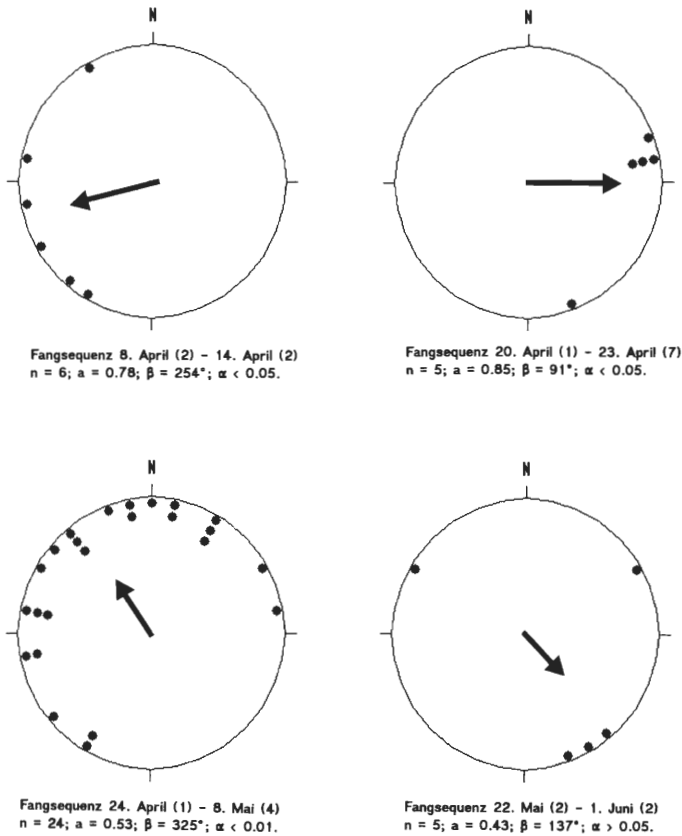 N
N
Fangsequenz 8. April (2) - 14. April (2)
n = 6; a = 0.78; β = 254°; α < 0.05.
Fangsequenz 20. April (1) - 23. April (7)
n = 5; a = 0.85; β = 91°; α < 0.05.
N
N
Fangsequenz 24. April (1) - 8. Mai (4)
n = 24; a = 0.53; β = 325°; α < 0.01.
Fangsequenz 22. Mai (2) - 1. Juni (2)
n = 5; a = 0.43; β = 137°; α > 0.05.